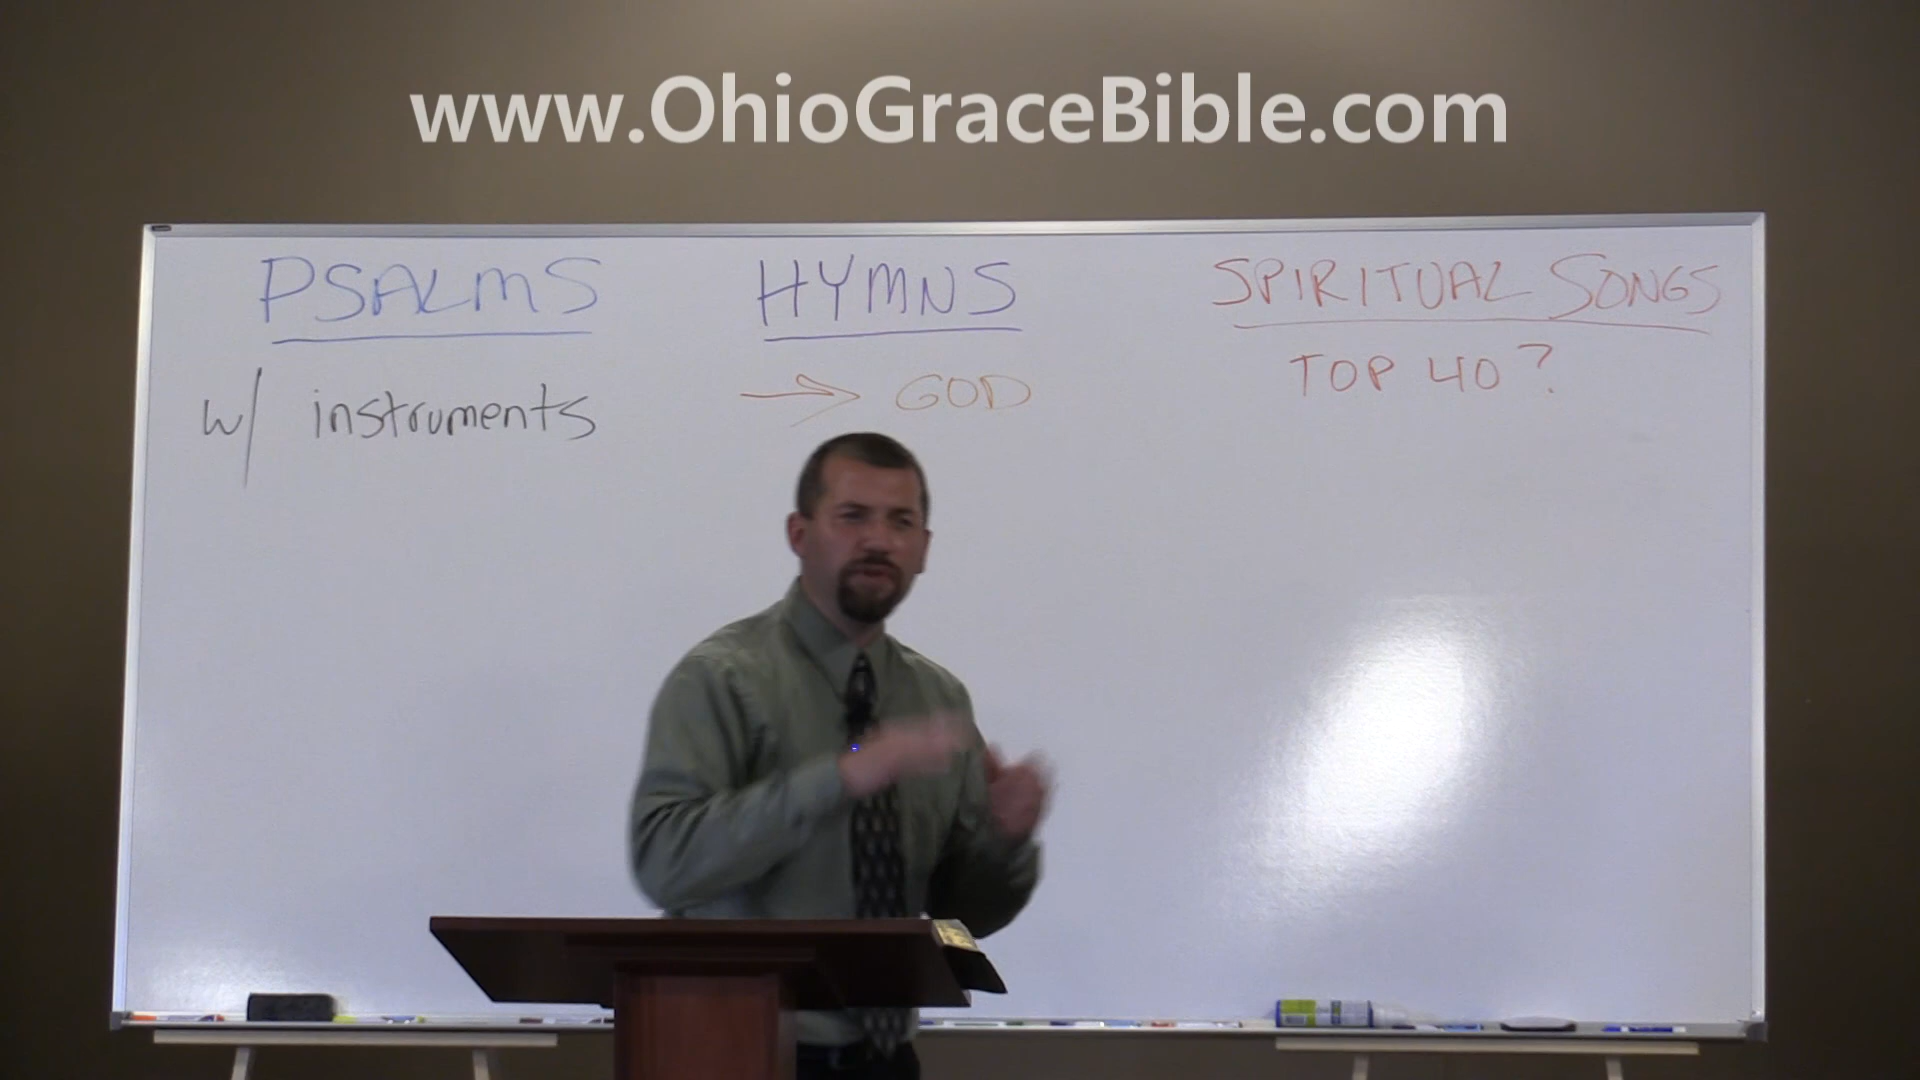 www.OhioGraceBible.com
PSALMS
w/ instruments
HYMNS
→ GOD
SPIRITUAL SONGS
TOP 40?